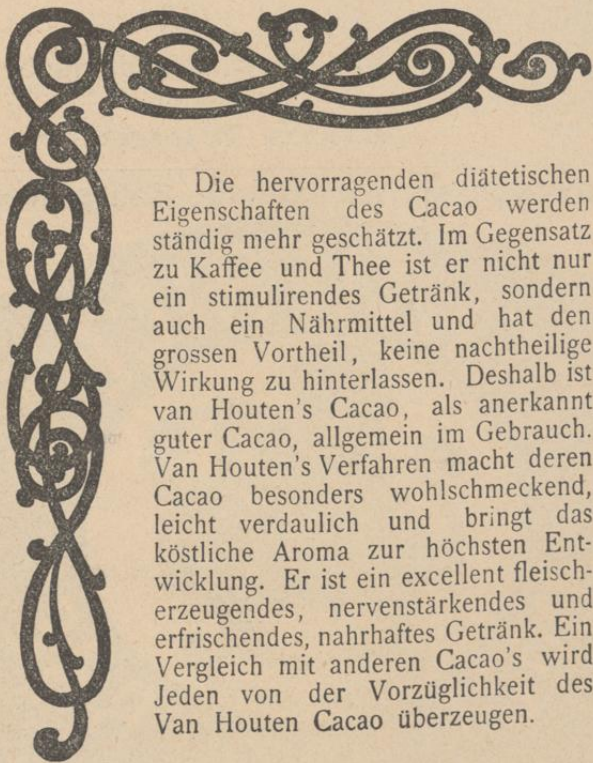 Die hervorragenden diätetischen
Eigenschaften des Cacao werden
ständig mehr geschätzt. Im Gegensatz
zu Kaffee und Thee ist er nicht nur
ein stimulirendes Getränk, sondern
auch ein Nährmittel und hat den
grossen Vortheil, keine nachtheilige
Wirkung zu hinterlassen. Deshalb ist
van Houten's Cacao, als anerkannt
guter Cacao, allgemein im Gebrauch.
Van Houten's Verfahren macht deren
Cacao besonders wohlschmeckend,
leicht verdaulich und bringt das
köstliche Aroma zur höchsten Ent-
wicklung. Er ist ein excellent fleisch-
erzeugendes, nervenstärkendes und
erfrischendes, nahrhaftes Getränk. Ein
Vergleich mit anderen Cacao's wird
Jeden von der Vorzüglichkeit des
Van Houten Cacao überzeugen.